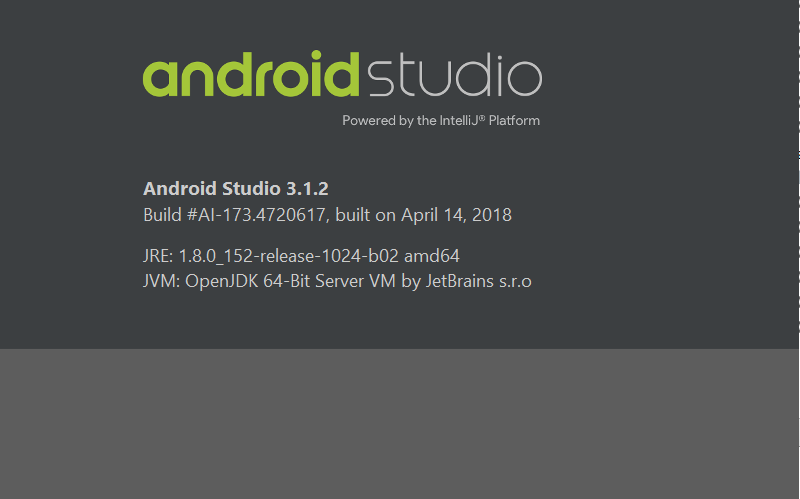 android studio
Powered by the IntelliJ® Platform
Android Studio 3.1.2
Build #AI-173.4720617, built on April 14, 2018
JRE: 1.8.0_152-release-1024-b02 amd64
JVM: OpenJDK 64-Bit Server VM by JetBrains s.r.o